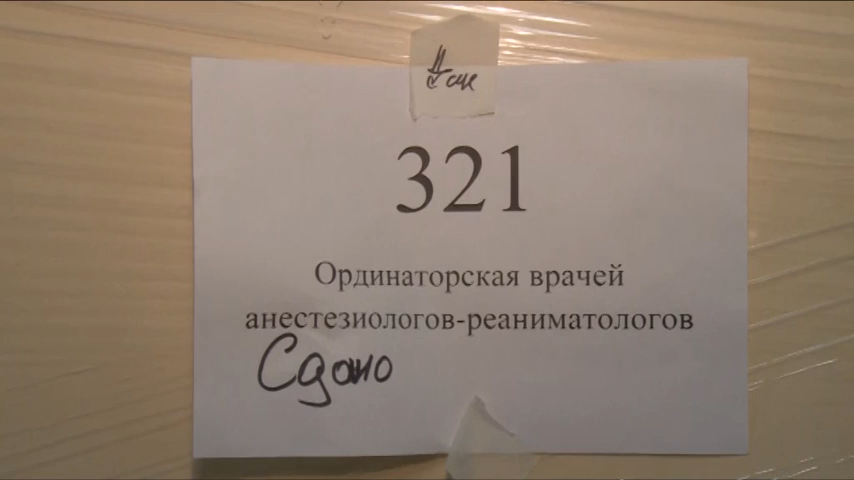 321
Ординаторская врачей
анестезиологов-реаниматологов
Сдано